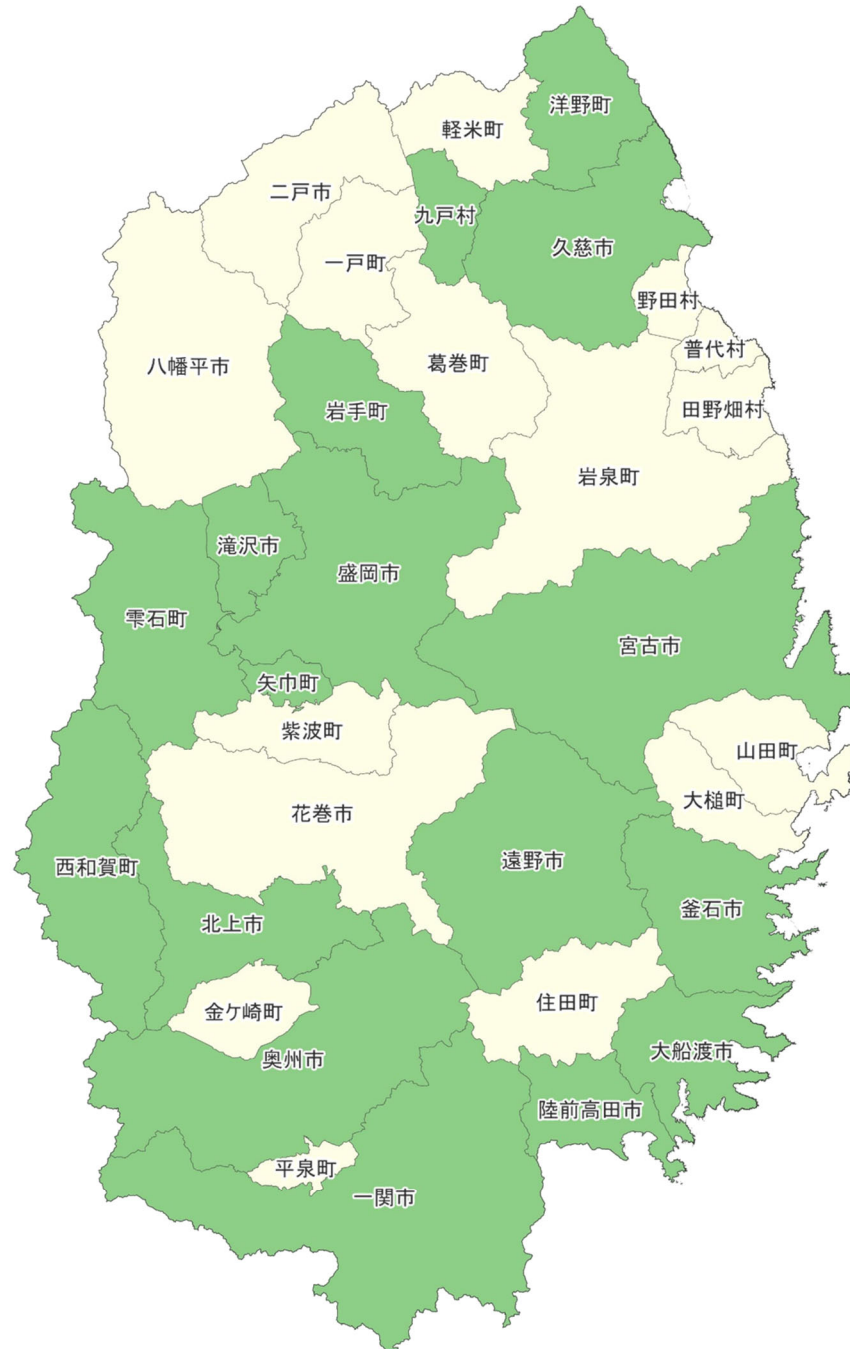 洋野町
軽米町
二戸市
九戸村
久慈市
一戸町
野田村
普代村
葛巻町
八幡平市
田野畑村
岩手町
岩泉町
滝沢市
盛岡市
雫石町
宮古市
矢巾町
紫波町
山田町
大槌町
花巻市
遠野市
西和賀町
釜石市
北上市
金ケ崎町
住田町
大船渡市
奥州市
陸前高田市
平泉町
一関市